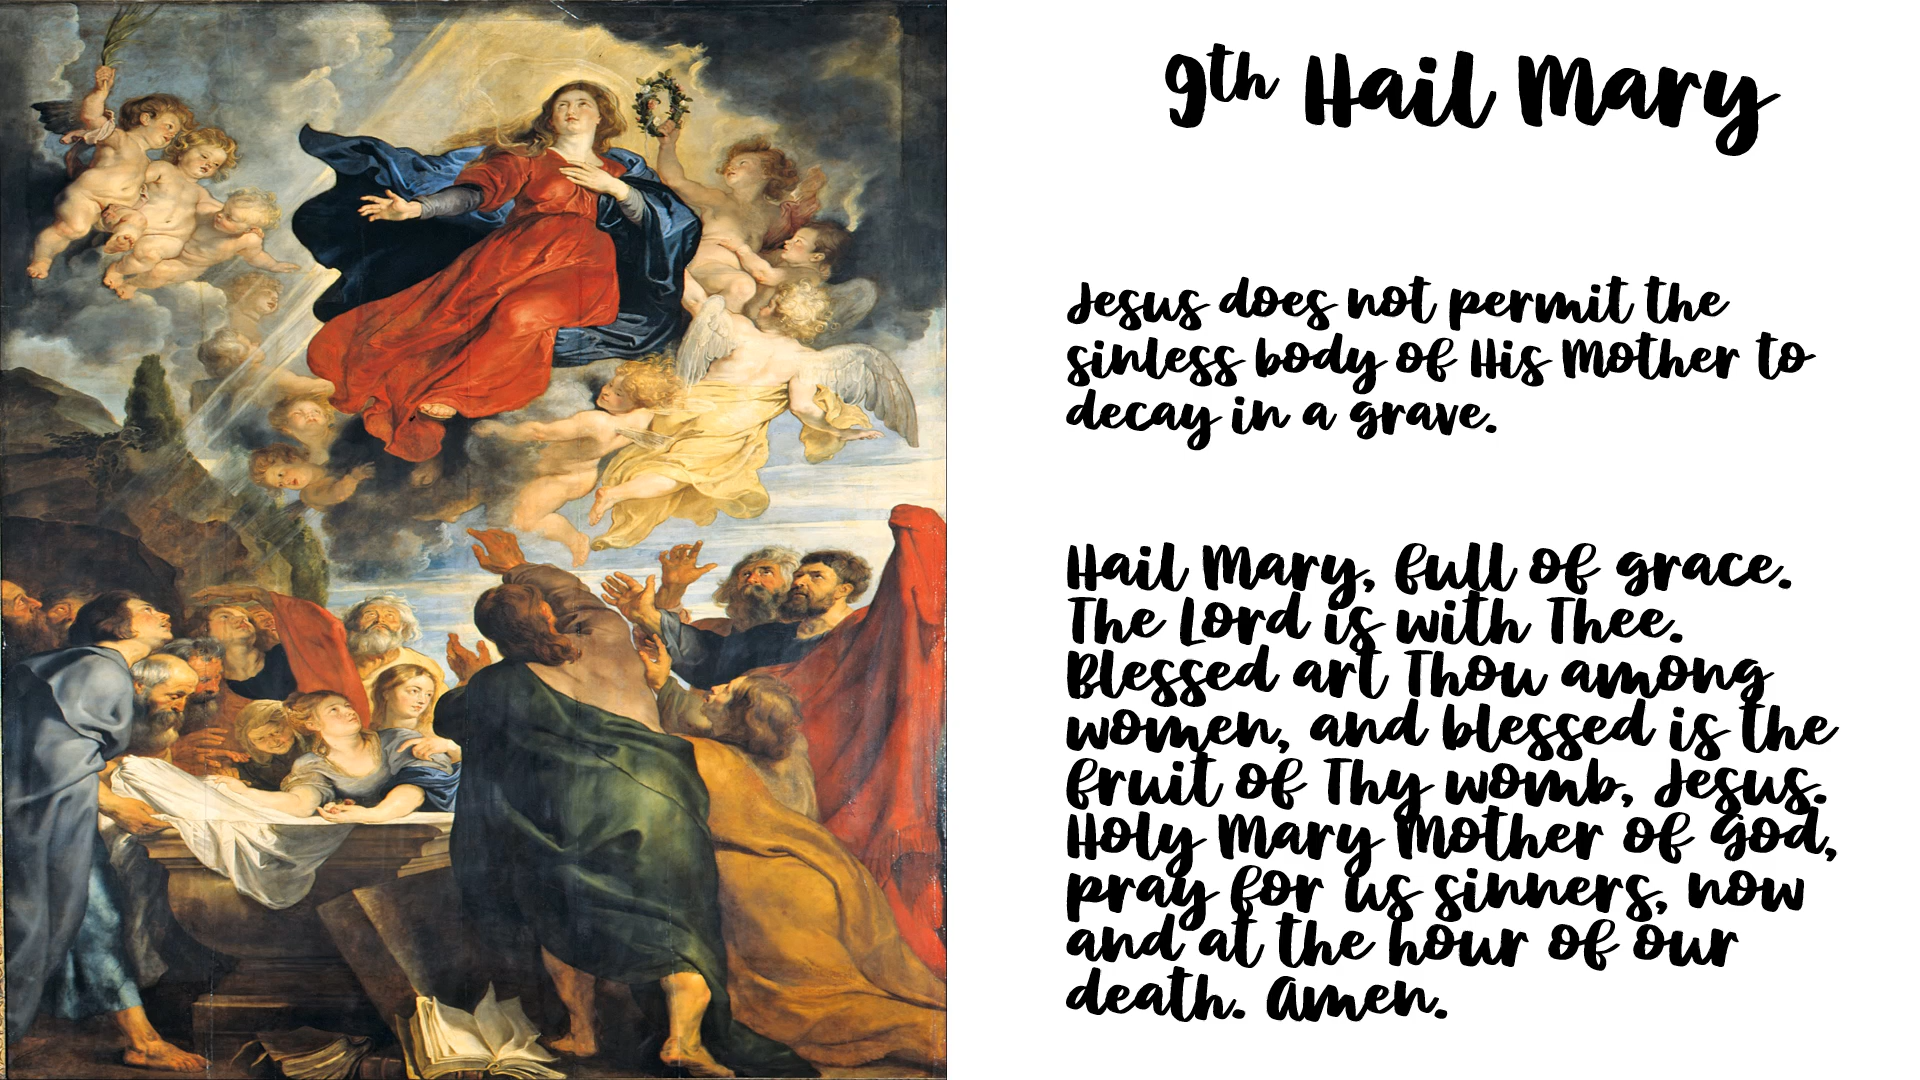 9th Hail Mary
Jesus does not permit the
sinless body of His Mother to
decay in a grave.
Hail Mary, full of grace.
The Lord is with Thee.
Blessed art Thou among
women, and blessed is the
fruit of Thy womb, Jesus.
Holy Mary Mother of God,
pray for us sinners, now
and at the hour of our
death. Amen.